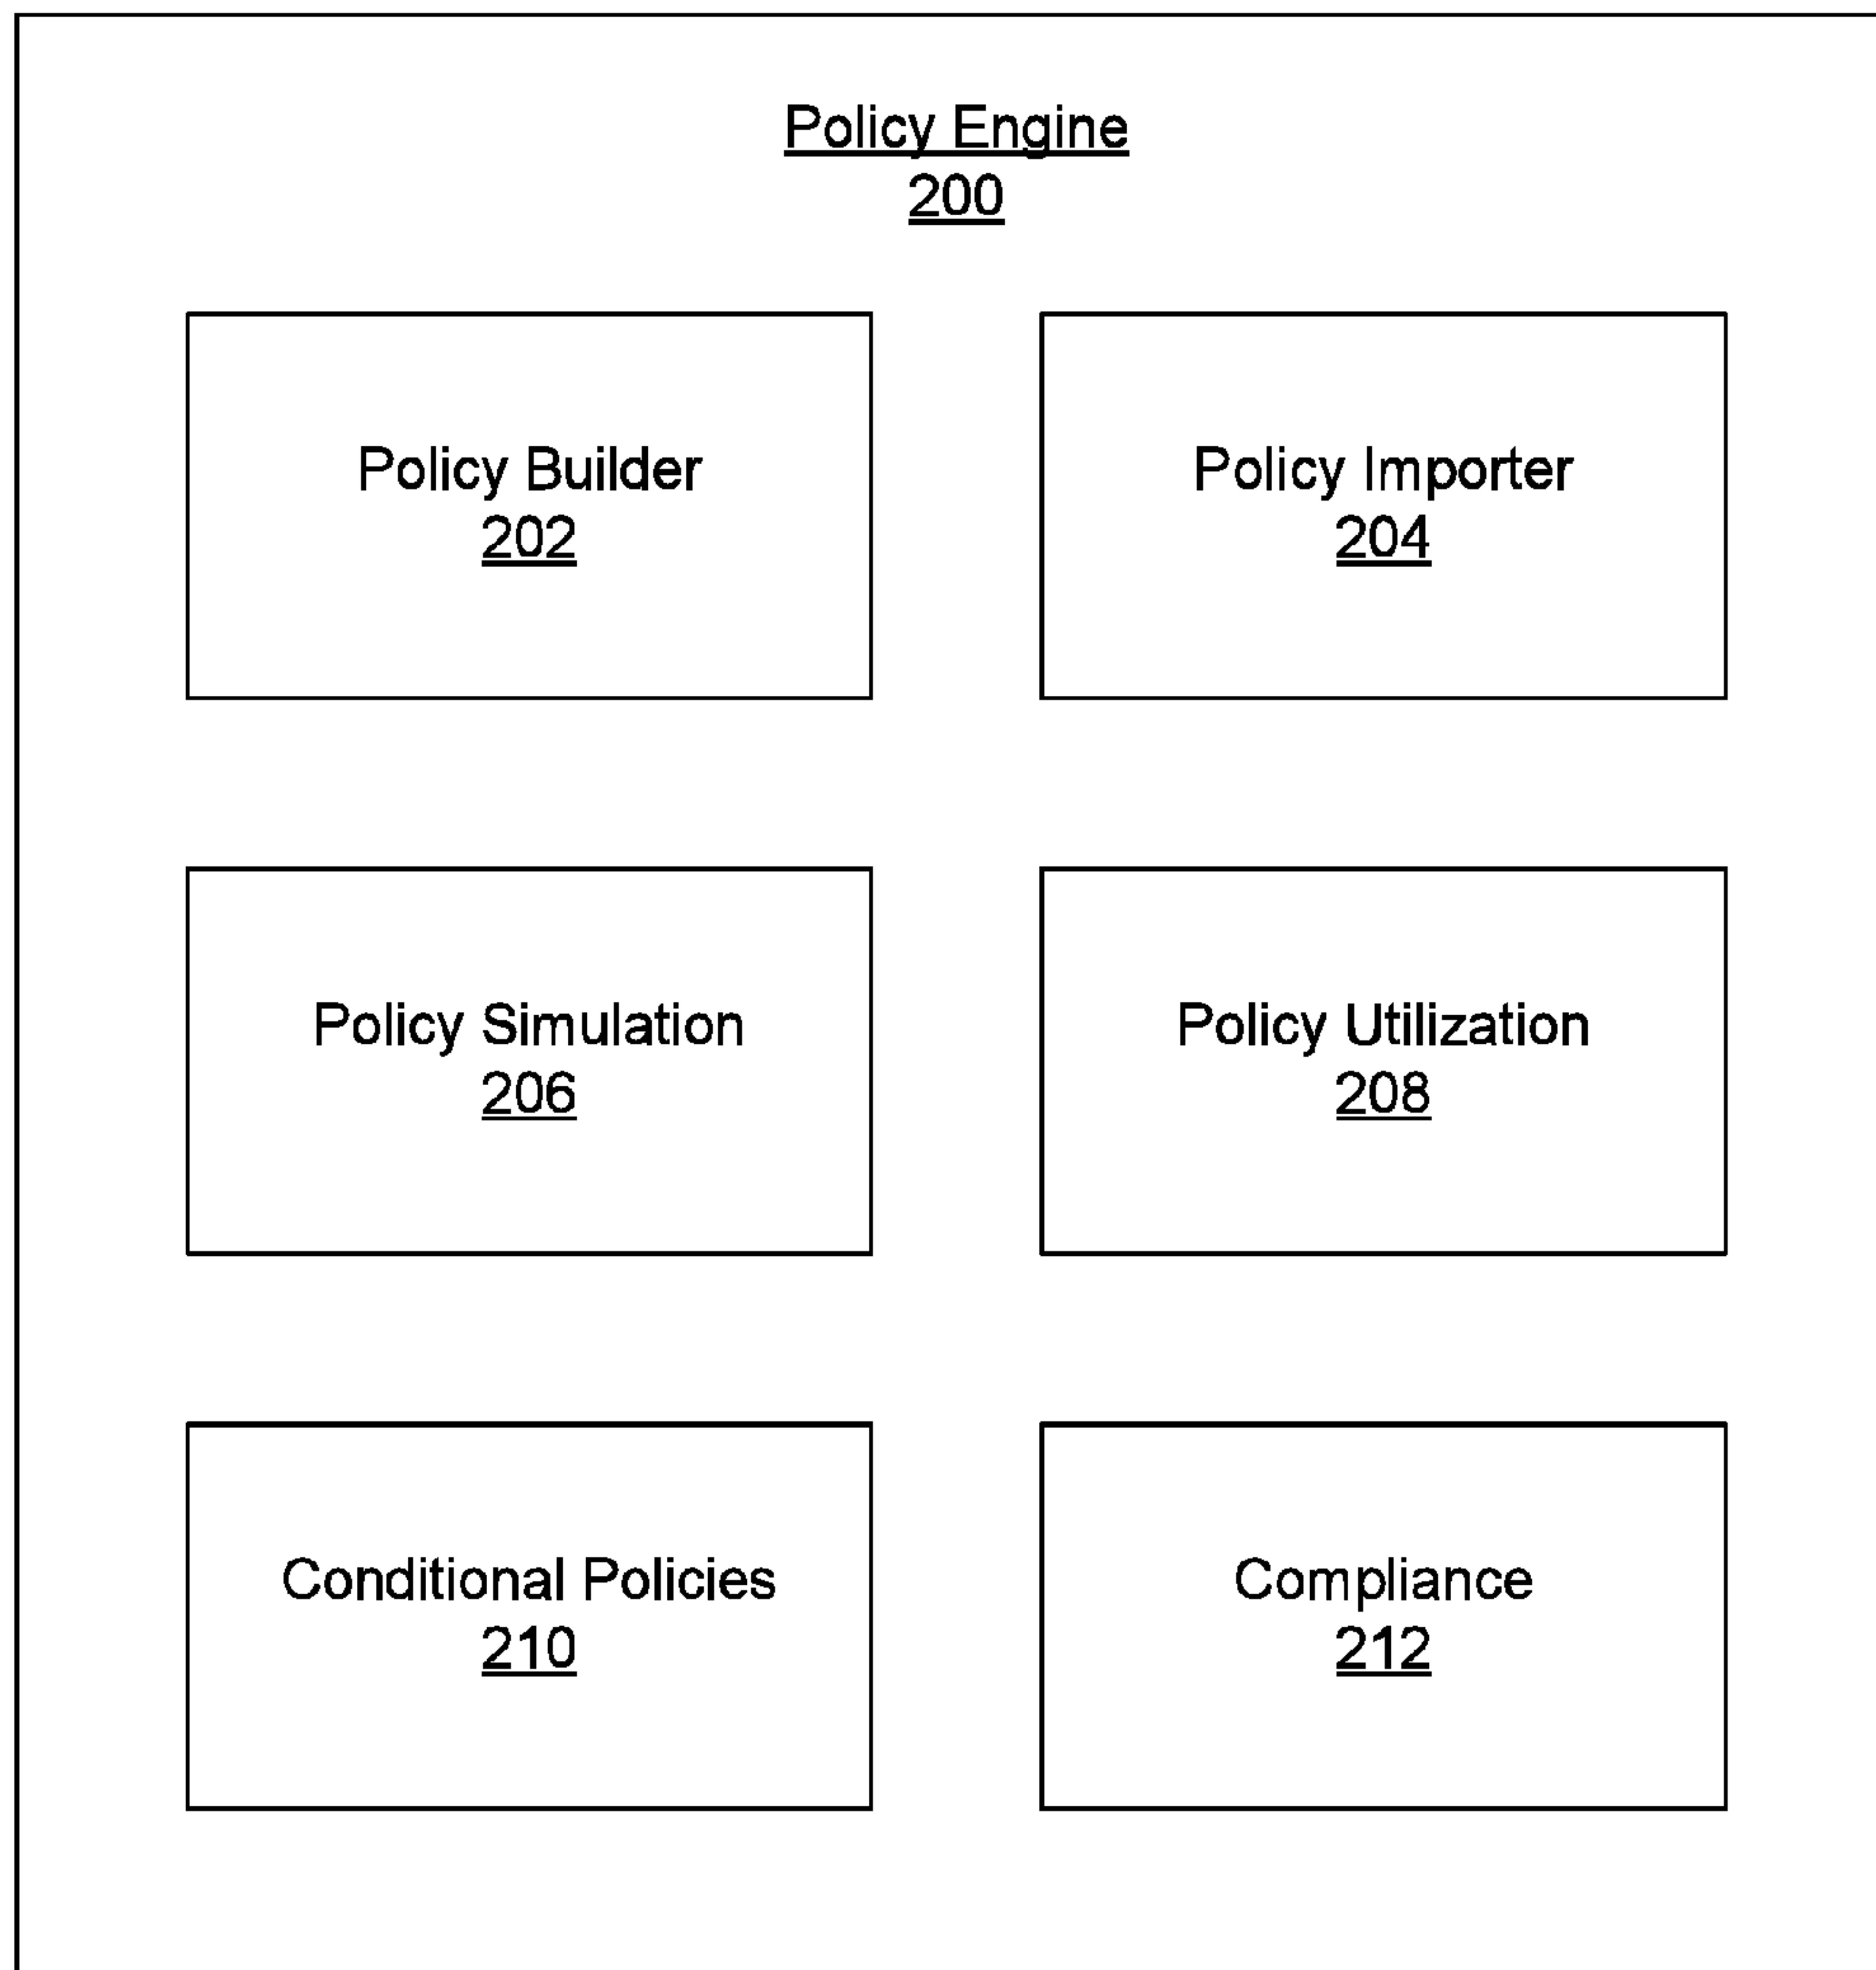 Policy Engine
200
Policy Builder
202
Policy Importer
204
Policy Simulation
206
Policy Utilization
208
Conditional Policies
210
Compliance
212